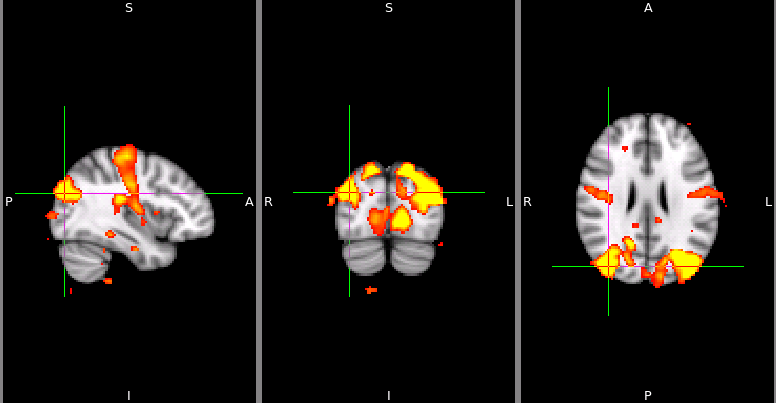 S S A
P A R L R L
I I P